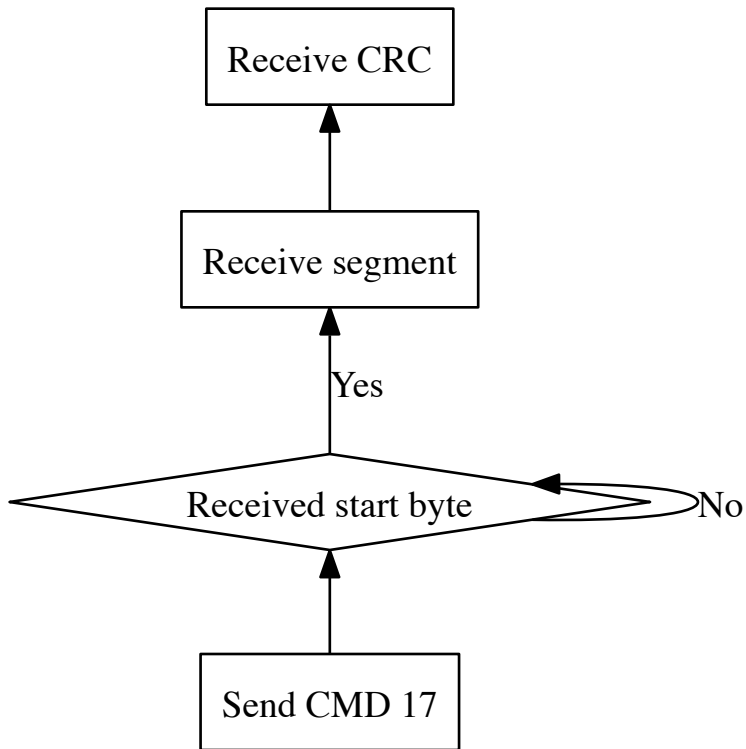 Receive CRC
Receive segment
Yes
Received start byte
No
Send CMD 17